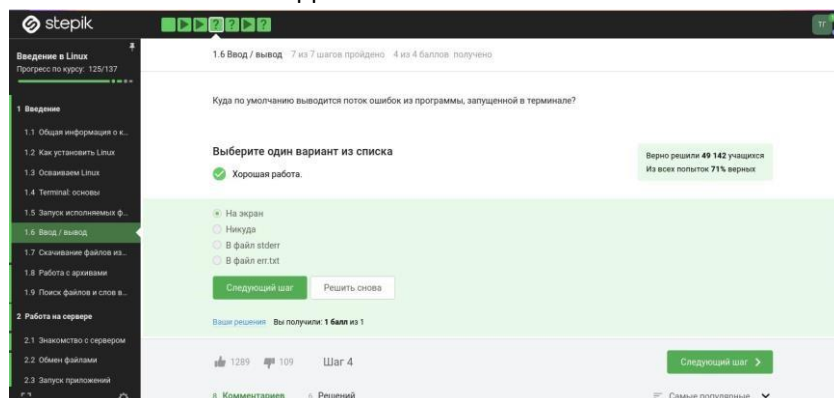 stepik
ТГ
Введение в Linux
Прогресс по курсу: 125/137
1 Введение
1.1 Общая информация о к...
1.2 Как установить Linux
1.3 Осваиваем Linux
1.4 Terminal: основы
1.5 Запуск исполняемых ф...
1.6 Ввод / вывод
1.7 Скачивание файлов из...
1.8 Работа с архивами
1.9 Поиск файлов и слов в...
2 Работа на сервере
2.1 Знакомство с сервером
2.2 Обмен файлами
2.3 Запуск приложений
1.6 Ввод / вывод 7 из 7 шагов пройдено 4 из 4 баллов получено
Куда по умолчанию выводится поток ошибок из программы, запущенной в терминале?
Выберите один вариант из списка
Хорошая работа.
Верно решили 49 142 учащихся
Из всех попыток 71% верных
На экран
Никуда
В файл stderr
В файл err.txt
Следующий шаг Решить снова
Ваши решения Вы получили: 1 балл из 1
1289 109 Шаг 4 Следующий шаг
Комментариев Решений Самые популярные